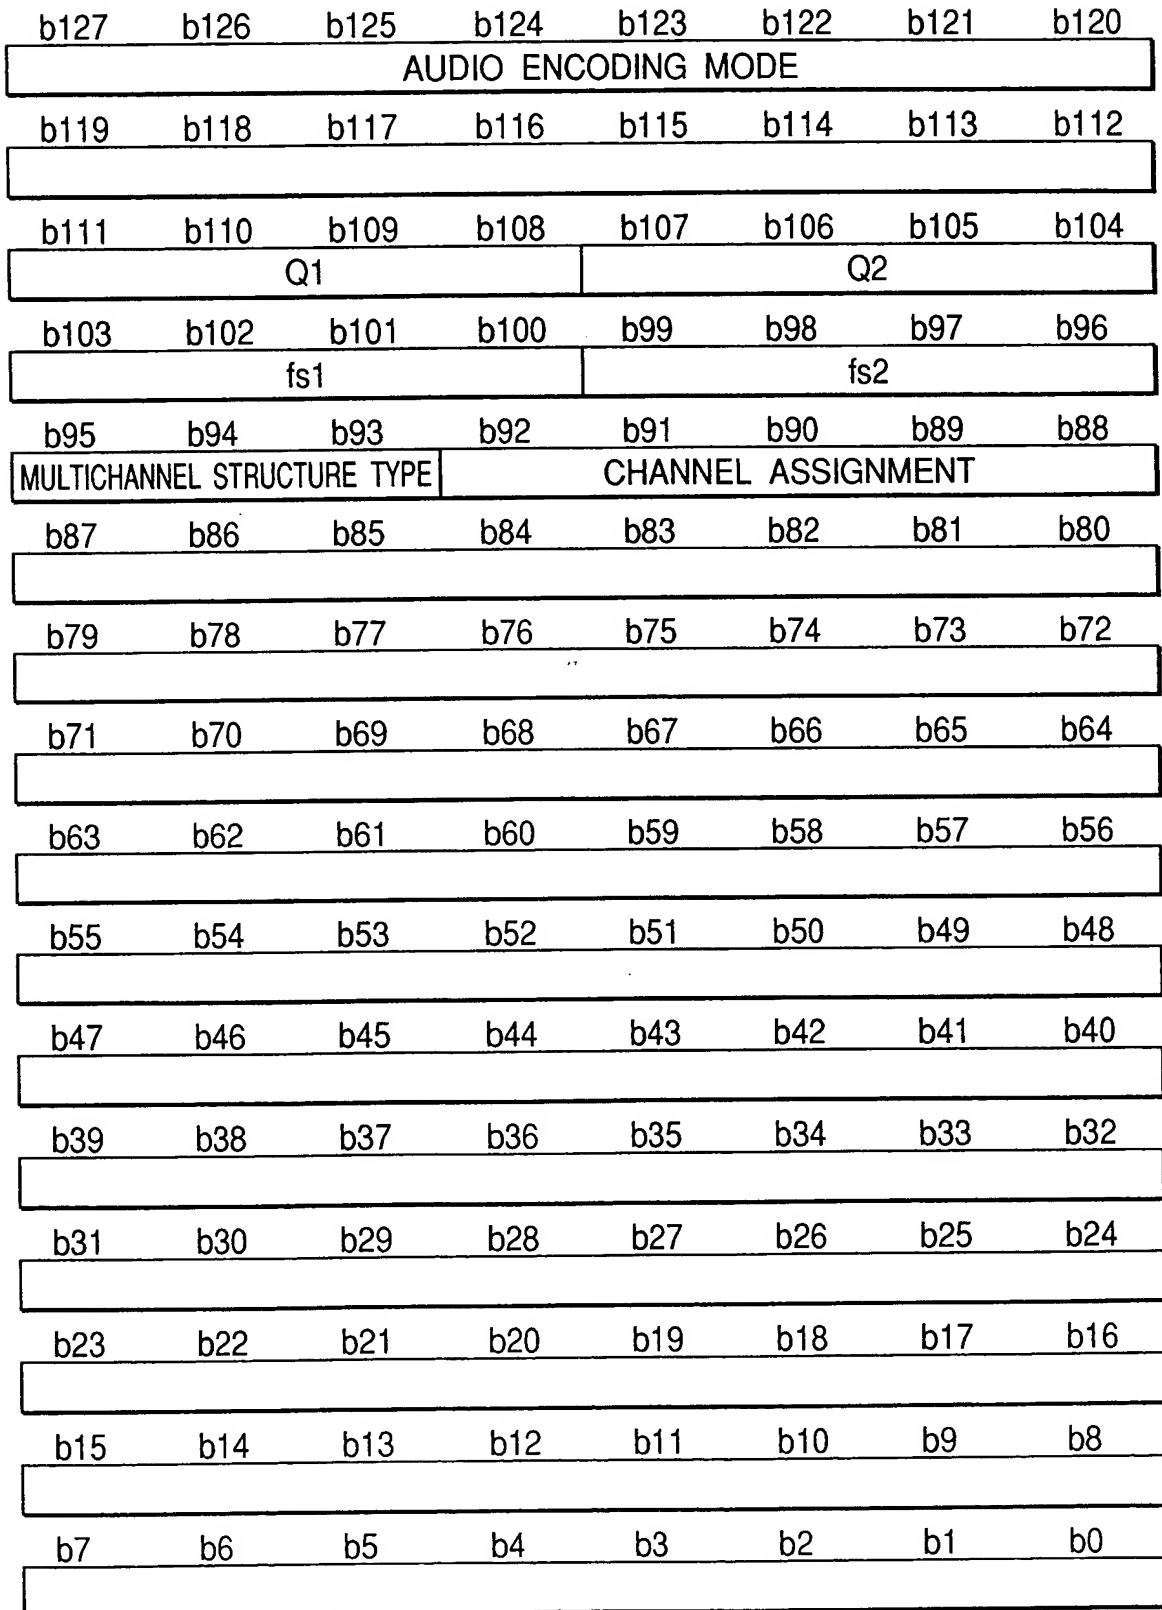 b127 b126 b125 b124 b123 b122 b121 b120
AUDIO ENCODING MODE
b119 b118 b117 b116 b115 b114 b113 b112
b111 b110 b109 b108 b107 b106 b105 b104
Q1 Q2
b103 b102 b101 b100 b99 b98 b97 b96
fs1 fs2
b95 b94 b93 b92 b91 b90 b89 b88
MULTICHANNEL STRUCTURE TYPE CHANNEL ASSIGNMENT
b87 b86 b85 b84 b83 b82 b81 b80
b79 b78 b77 b76 b75 b74 b73 b72
b71 b70 b69 b68 b67 b66 b65 b64
b63 b62 b61 b60 b59 b58 b57 b56
b55 b54 b53 b52 b51 b50 b49 b48
b47 b46 b45 b44 b43 b42 b41 b40
b39 b38 b37 b36 b35 b34 b33 b32
b31 b30 b29 b28 b27 b26 b25 b24
b23 b22 b21 b20 b19 b18 b17 b16
b15 b14 b13 b12 b11 b10 b9 b8
b7 b6 b5 b4 b3 b2 b1 b0